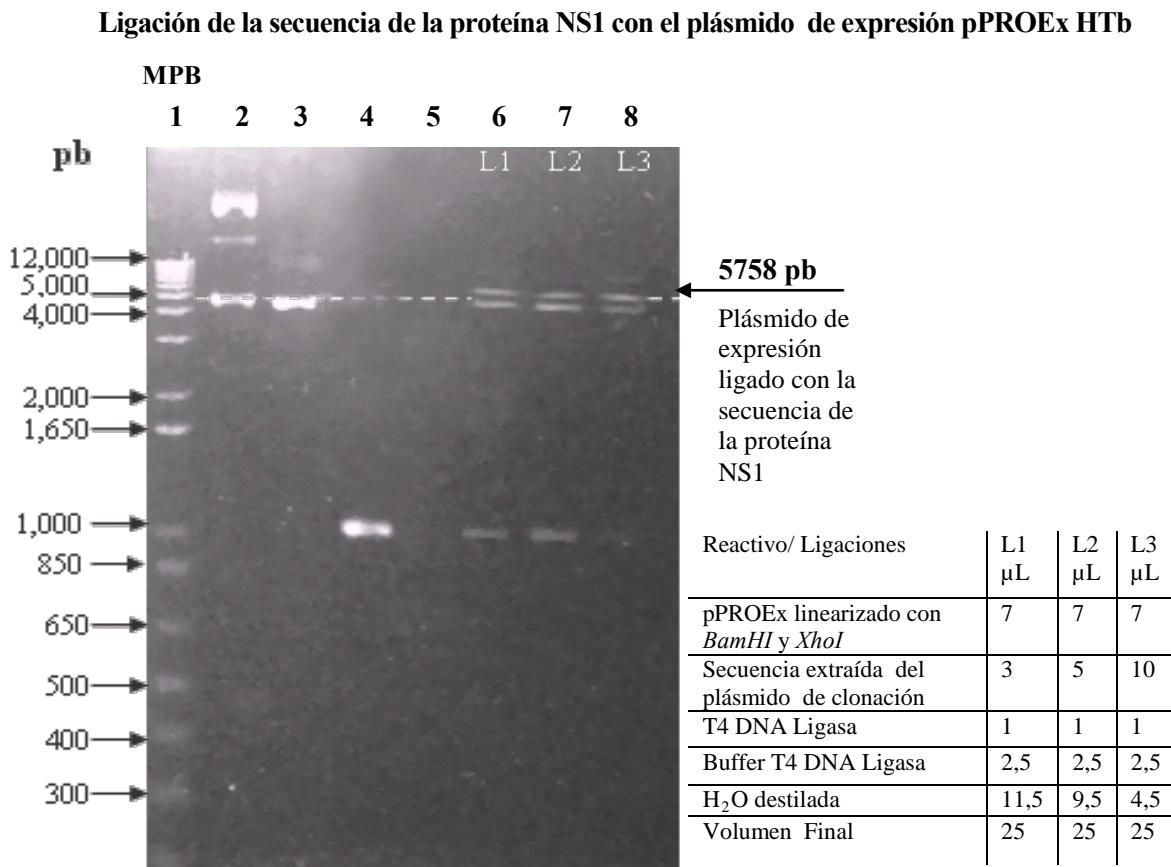 Ligación de la secuencia de la proteína NS1 con el plásmido de expresión pPROEx HTb
MPB
1 2 3 4 5 6 7 8
pb
L1 L2 L3
12,000
5,000
4,000
2,000
1,650
1,000
850
650
500
400
300
5758 pb
Plásmido de
expresión
ligado con la
secuencia de
la proteína
NS1
Reactivo/ Ligaciones L1 L2 L3
µL µL µL
pPROEx linearizado con 7 7 7
BamHI y XhoI
Secuencia extraída del 3 5 10
plásmido de clonación
T4 DNA Ligasa 1 1 1
Buffer T4 DNA Ligasa 2,5 2,5 2,5
H₂O destilada 11,5 9,5 4,5
Volumen Final 25 25 25